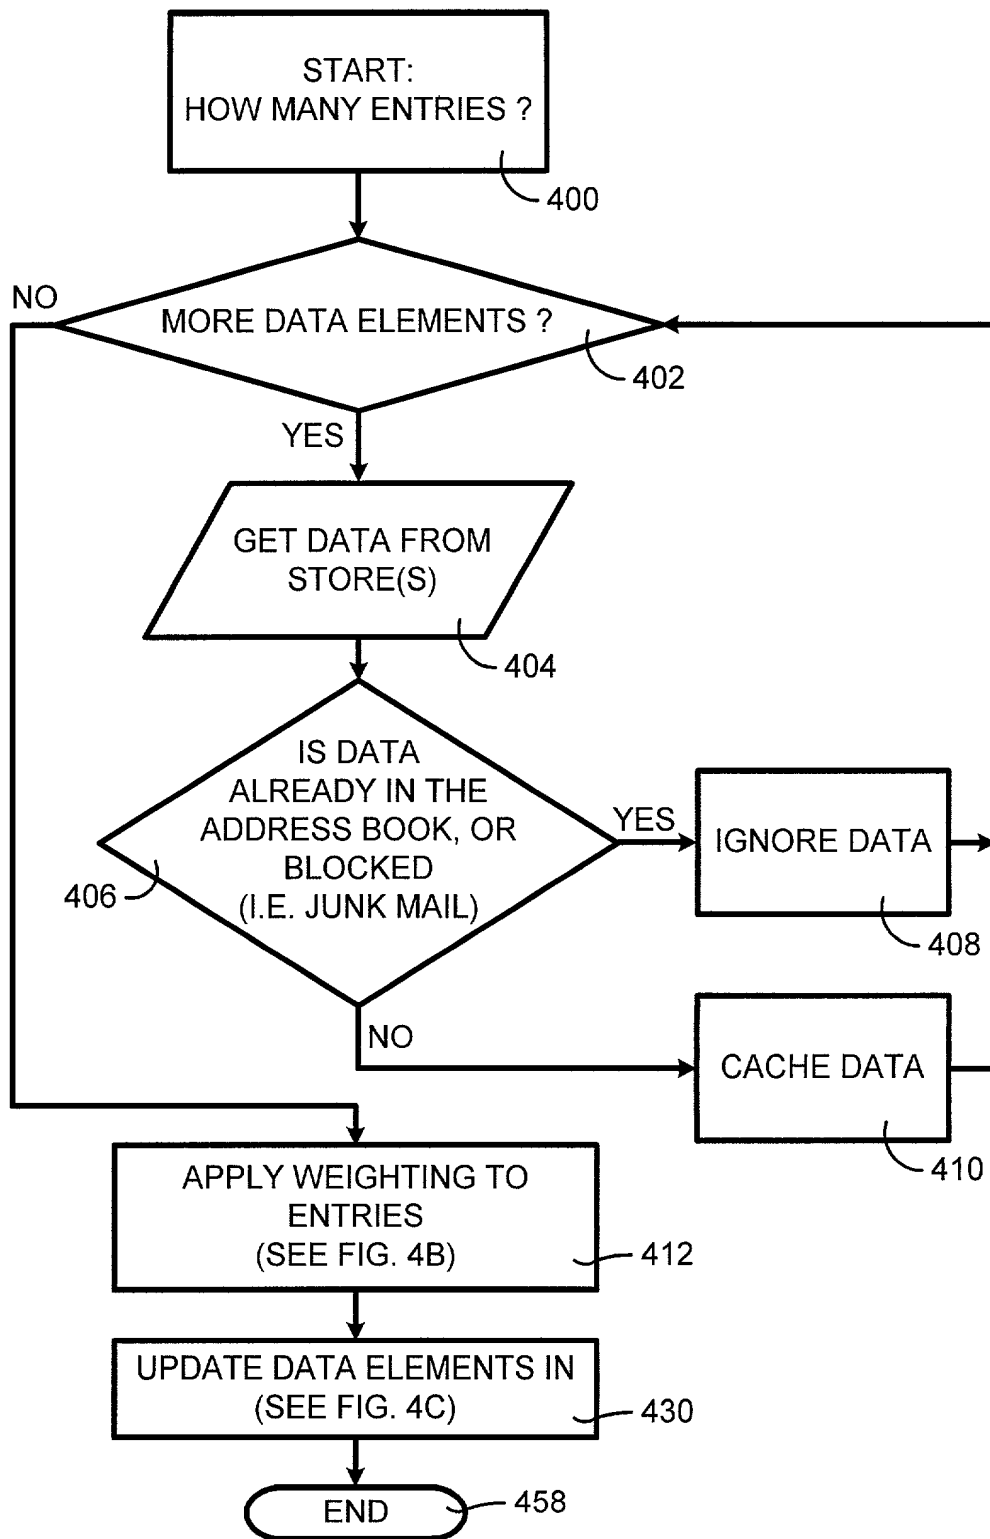 START:
HOW MANY ENTRIES ?
400
NO
MORE DATA ELEMENTS ?
402
YES
GET DATA FROM
STORE(S)
404
IS DATA
ALREADY IN THE
ADDRESS BOOK, OR
BLOCKED
(I.E. JUNK MAIL)
406
YES
IGNORE DATA
408
NO
CACHE DATA
410
APPLY WEIGHTING TO
ENTRIES
(SEE FIG. 4B)
412
UPDATE DATA ELEMENTS IN
(SEE FIG. 4C)
430
END
458